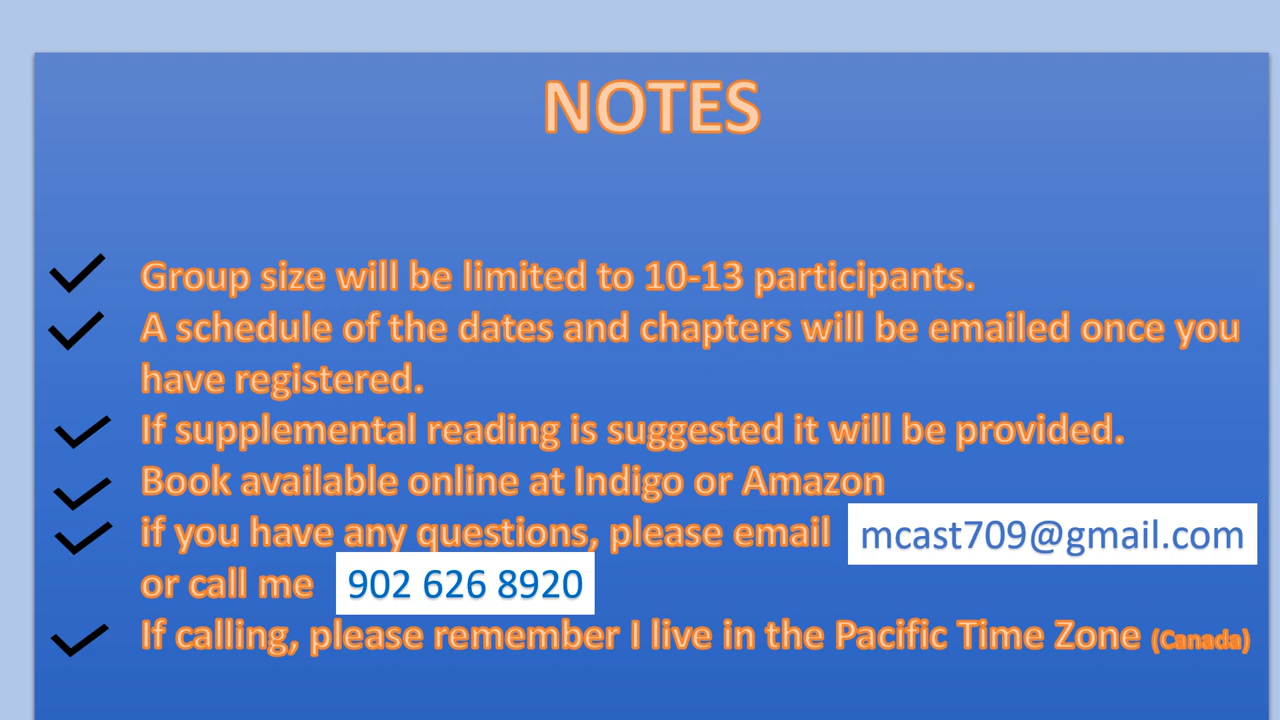 NOTES
Group size will be limited to 10-13 participants.
A schedule of the dates and chapters will be emailed once you
have registered.
If supplemental reading is suggested it will be provided.
Book available online at Indigo or Amazon
if you have any questions, please email mcast709@gmail.com
or call me 902 626 8920
If calling, please remember I live in the Pacific Time Zone (Canada)